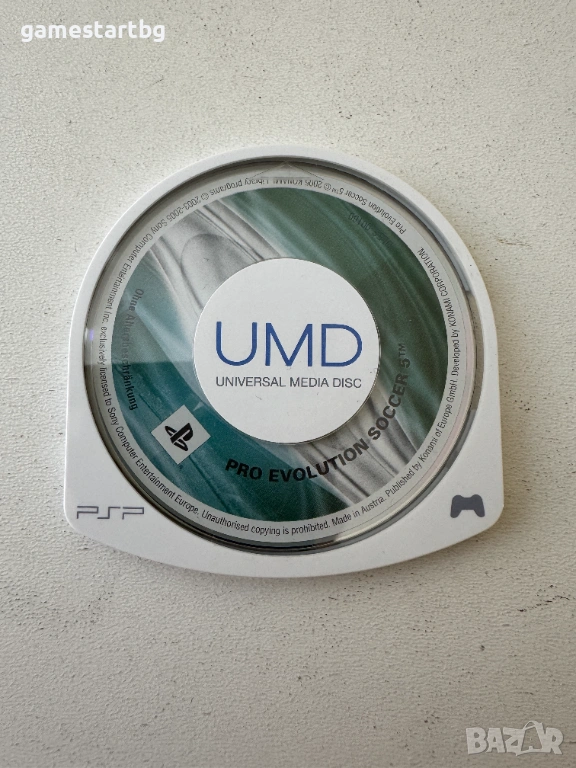 gamestartbg
Pro Evolution Soccer 5™ © 2005 KONAMI. Library programs © 2003-2005 Sony Computer Entertainment Inc. exclusively licensed to Sony Computer Entertainment Europe. Unauthorised copying is prohibited. Made in Austria. Published by Konami of Europe GmbH. Developed by KONAMI CORPORATION.
Ohne Altersbeschränkung
UMD
UNIVERSAL MEDIA DISC
PRO EVOLUTION SOCCER 5™
PSP
BAZAR